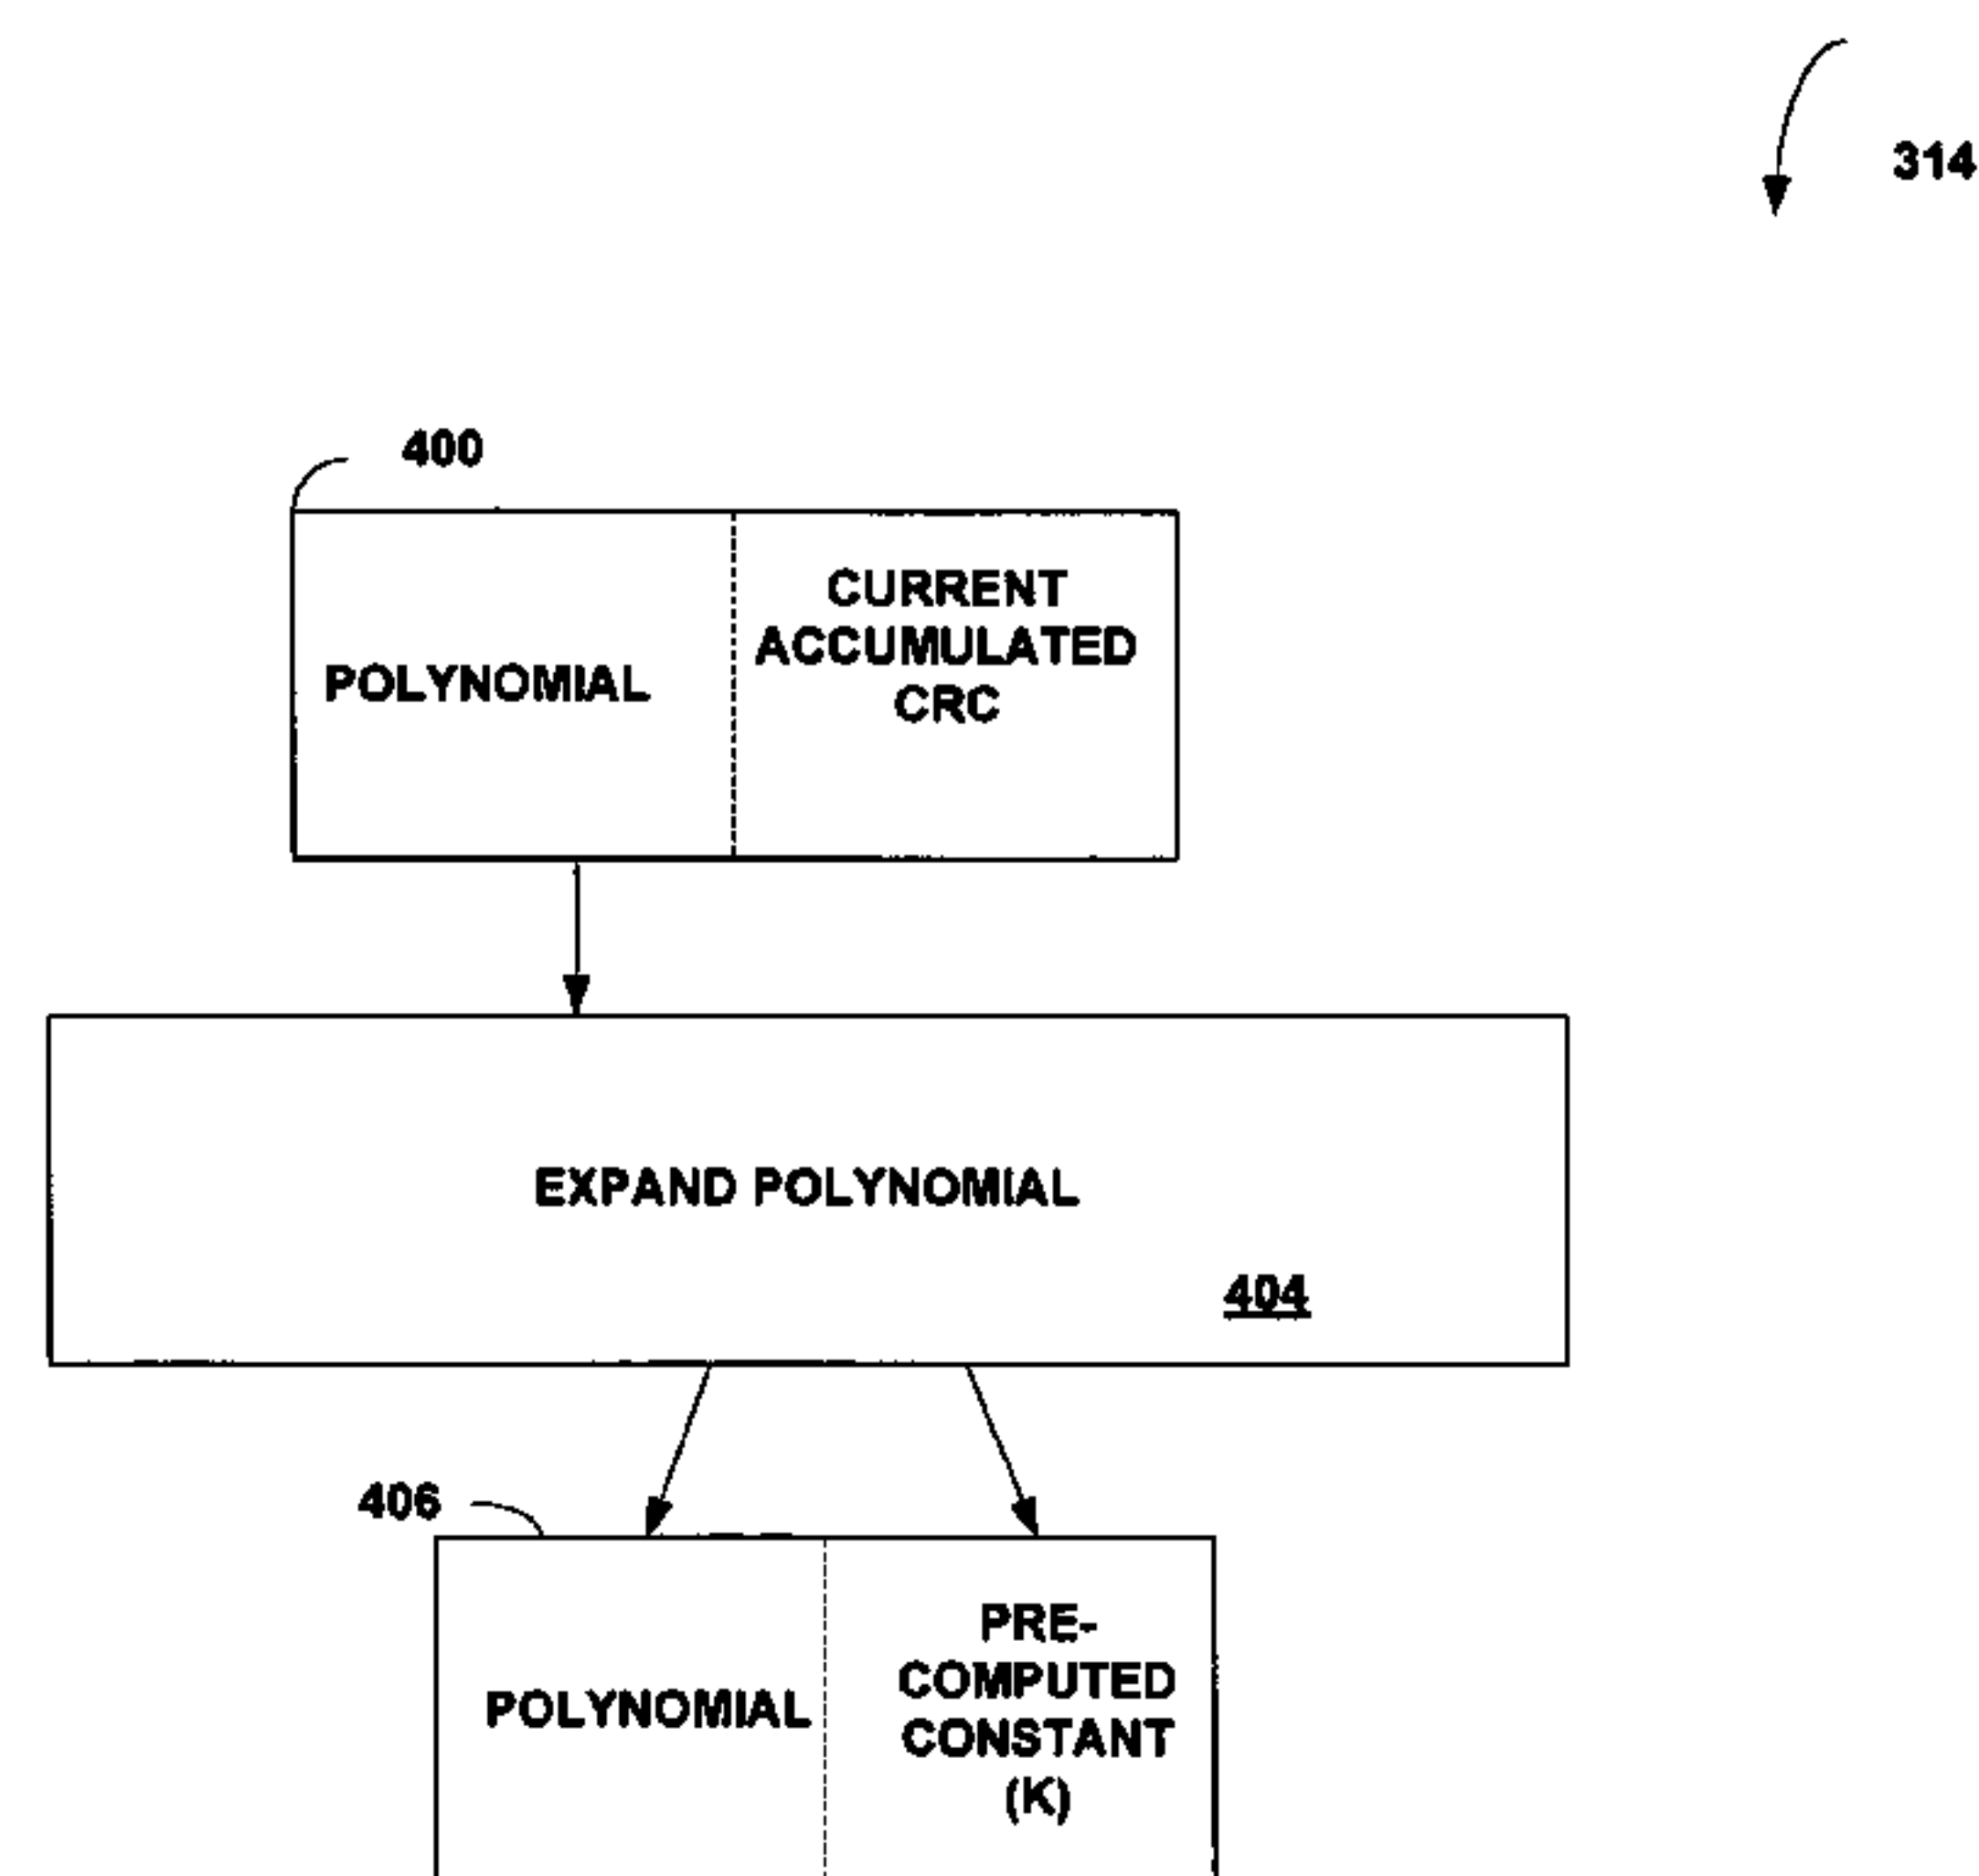 314
400
POLYNOMIAL
CURRENT
ACCUMULATED
CRC
EXPAND POLYNOMIAL
404
406
POLYNOMIAL
PRE-
COMPUTED
CONSTANT
(K)